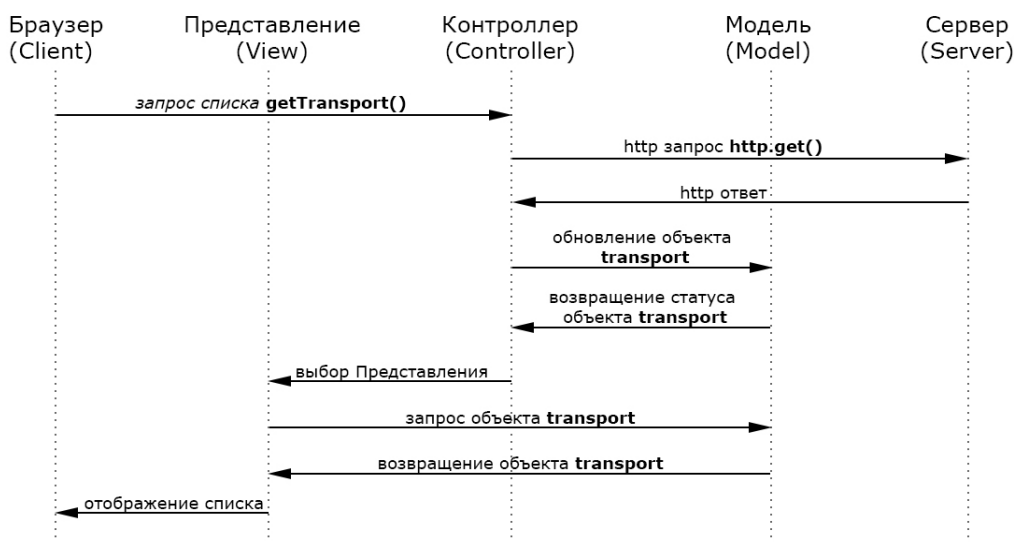 Браузер
(Client)
Представление
(View)
Контроллер
(Controller)
Модель
(Model)
Сервер
(Server)
запрос списка getTransport()
http запрос http.get()
http ответ
обновление объекта
transport
возвращение статуса
объекта transport
выбор Представления
запрос объекта transport
возвращение объекта transport
отображение списка